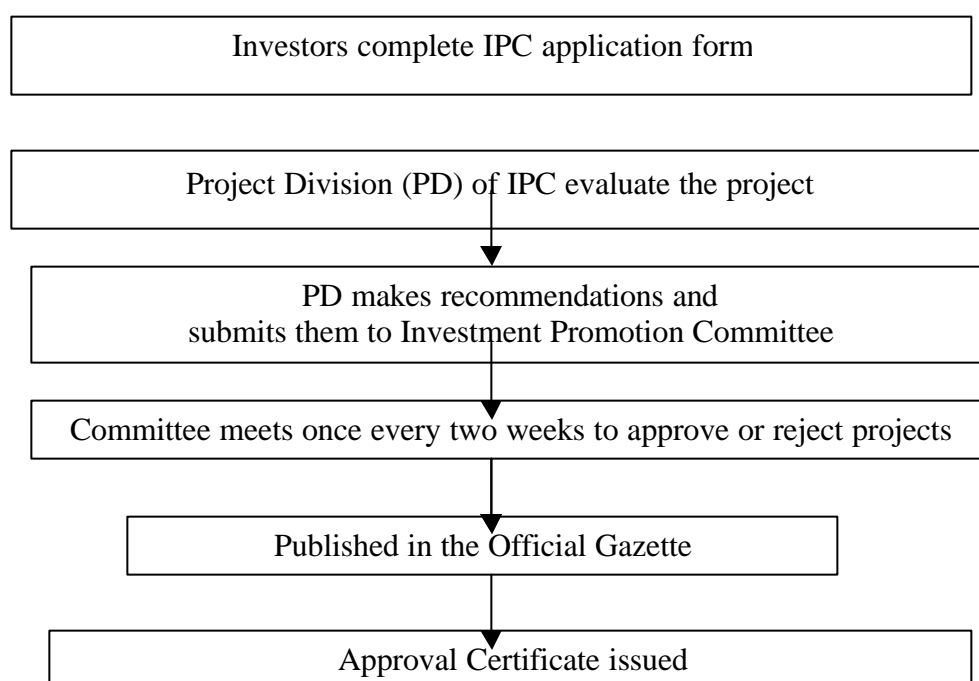 Investors complete IPC application form
Project Division (PD) of IPC evaluate the project
PD makes recommendations and
submits them to Investment Promotion Committee
Committee meets once every two weeks to approve or reject projects
Published in the Official Gazette
Approval Certificate issued